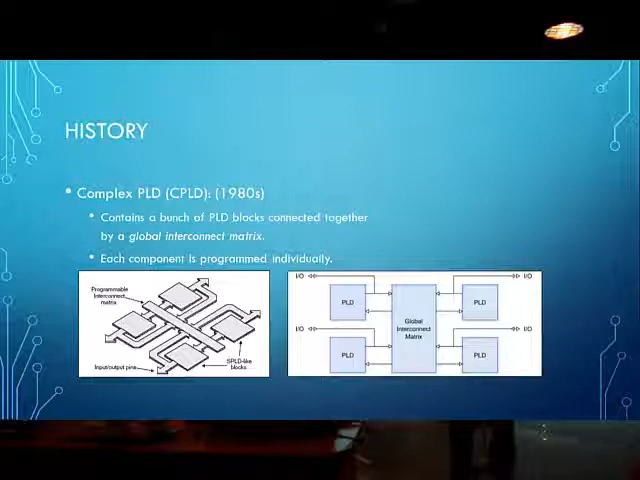 HISTORY
• Complex PLD (CPLD): (1980s)
• Contains a bunch of PLD blocks connected together
by a global interconnect matrix.
• Each component is programmed individually.
Programmable
Interconnect
matrix
Input/output pins
SPLD-like
blocks
I/O
I/O
PLD
PLD
Global
Interconnect
Matrix
I/O
I/O
PLD
PLD